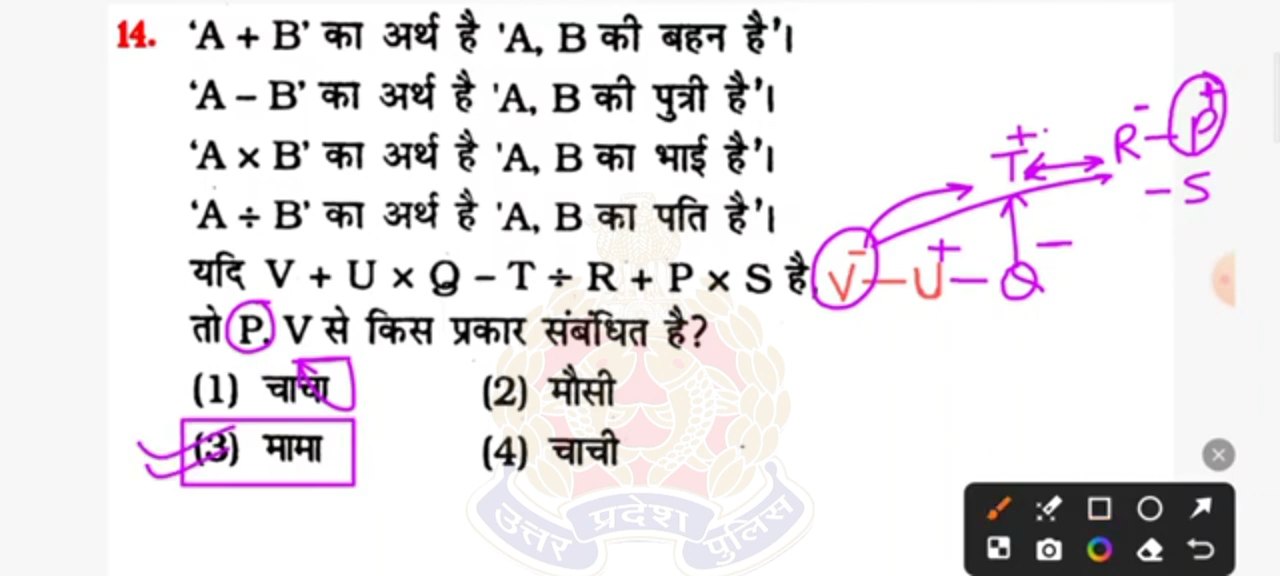 14. 'A + B' का अर्थ है 'A, B की बहन है'।
'A – B' का अर्थ है 'A, B की पुत्री है'।
'A × B' का अर्थ है 'A, B का भाई है'।
'A ÷ B' का अर्थ है 'A, B का पति है'।
यदि V + U × Q – T ÷ R + P × S है,
तो P, V से किस प्रकार संबंधित है?
(1) चाचा (2) मौसी
(3) मामा (4) चाची
T + R - P +
- S
V - U + Q -
उत्तर प्रदेश पुलिस